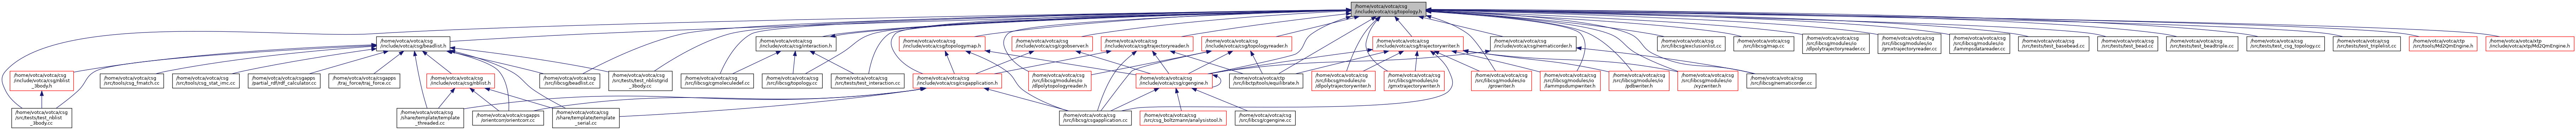 /home/votca/votca/csg
/include/votca/csg/topology.h
/home/votca/votca/csg
/include/votca/csg/beadlist.h
/home/votca/votca/csg
/include/votca/csg/interaction.h
/home/votca/votca/csg
/include/votca/csg/topologymap.h
/home/votca/votca/csg
/include/votca/csg/cgobserver.h
/home/votca/votca/csg
/include/votca/csg/trajectoryreader.h
/home/votca/votca/csg
/include/votca/csg/topologyreader.h
/home/votca/votca/csg
/include/votca/csg/trajectorywriter.h
/home/votca/votca/csg
/include/votca/csg/orientcorrelator.h
/home/votca/votca/csg
/src/libcsg/exclusionlist.cc
/home/votca/votca/csg
/src/libcsg/map.cc
/home/votca/votca/csg
/src/libcsg/modules/io
/dlpolytrajectoryreader.cc
/home/votca/votca/csg
/src/libcsg/modules/io
/gmxtrajectoryreader.cc
/home/votca/votca/csg
/src/libcsg/modules/io
/lammpsdatareader.cc
/home/votca/votca/csg
/src/tests/test_basebead.cc
/home/votca/votca/csg
/src/tests/test_bead.cc
/home/votca/votca/csg
/src/tests/test_beadtriple.cc
/home/votca/votca/csg
/src/tests/test_csg_topology.cc
/home/votca/votca/csg
/src/tests/test_triplelist.cc
/home/votca/votca/ctp
/src/tools/Md2QmEngine.h
/home/votca/votca/xtp
/include/votca/xtp/Md2QmEngine.h
/home/votca/votca/csg
/include/votca/csg/nblist
_3body.h
/home/votca/votca/csg
/src/tools/csg_fmatch.cc
/home/votca/votca/csg
/src/tools/csg_stat_imc.cc
/home/votca/votca/csgapps
/partial_rdf/rdf_calculator.cc
/home/votca/votca/csgapps
/traj_force/traj_force.cc
/home/votca/votca/csg
/include/votca/csg/nblist.h
/home/votca/votca/csg
/src/libcsg/beadlist.cc
/home/votca/votca/csg
/src/tests/test_nblistgrid
_3body.cc
/home/votca/votca/csg
/src/libcsg/cgmoleculedef.cc
/home/votca/votca/csg
/src/libcsg/topology.cc
/home/votca/votca/csg
/src/tests/test_interaction.cc
/home/votca/votca/csg
/include/votca/csg/csgapplication.h
/home/votca/votca/csg
/src/libcsg/modules/io
/dlpolytopologyreader.h
/home/votca/votca/csg
/include/votca/csg/cgengine.h
/home/votca/votca/ctp
/src/libctp/tools/equilibrate.h
/home/votca/votca/csg
/src/libcsg/modules/io
/dlpolytrajectorywriter.h
/home/votca/votca/csg
/src/libcsg/modules/io
/gmxtrajectorywriter.h
/home/votca/votca/csg
/src/libcsg/modules/io
/growriter.h
/home/votca/votca/csg
/src/libcsg/modules/io
/lammpsdumpwriter.h
/home/votca/votca/csg
/src/libcsg/modules/io
/pdbwriter.h
/home/votca/votca/csg
/src/libcsg/modules/io
/xyzwriter.h
/home/votca/votca/csg
/src/tests/test_nblist
_3body.cc
/home/votca/votca/csg
/share/template/template
_threaded.cc
/home/votca/votca/csgapps
/orientcorr/orientcorr.cc
/home/votca/votca/csg
/share/template/template
_serial.cc
/home/votca/votca/csg
/src/libcsg/csgapplication.cc
/home/votca/votca/csg
/src/csg_boltzmann/analysistool.h
/home/votca/votca/csg
/src/libcsg/cgengine.cc